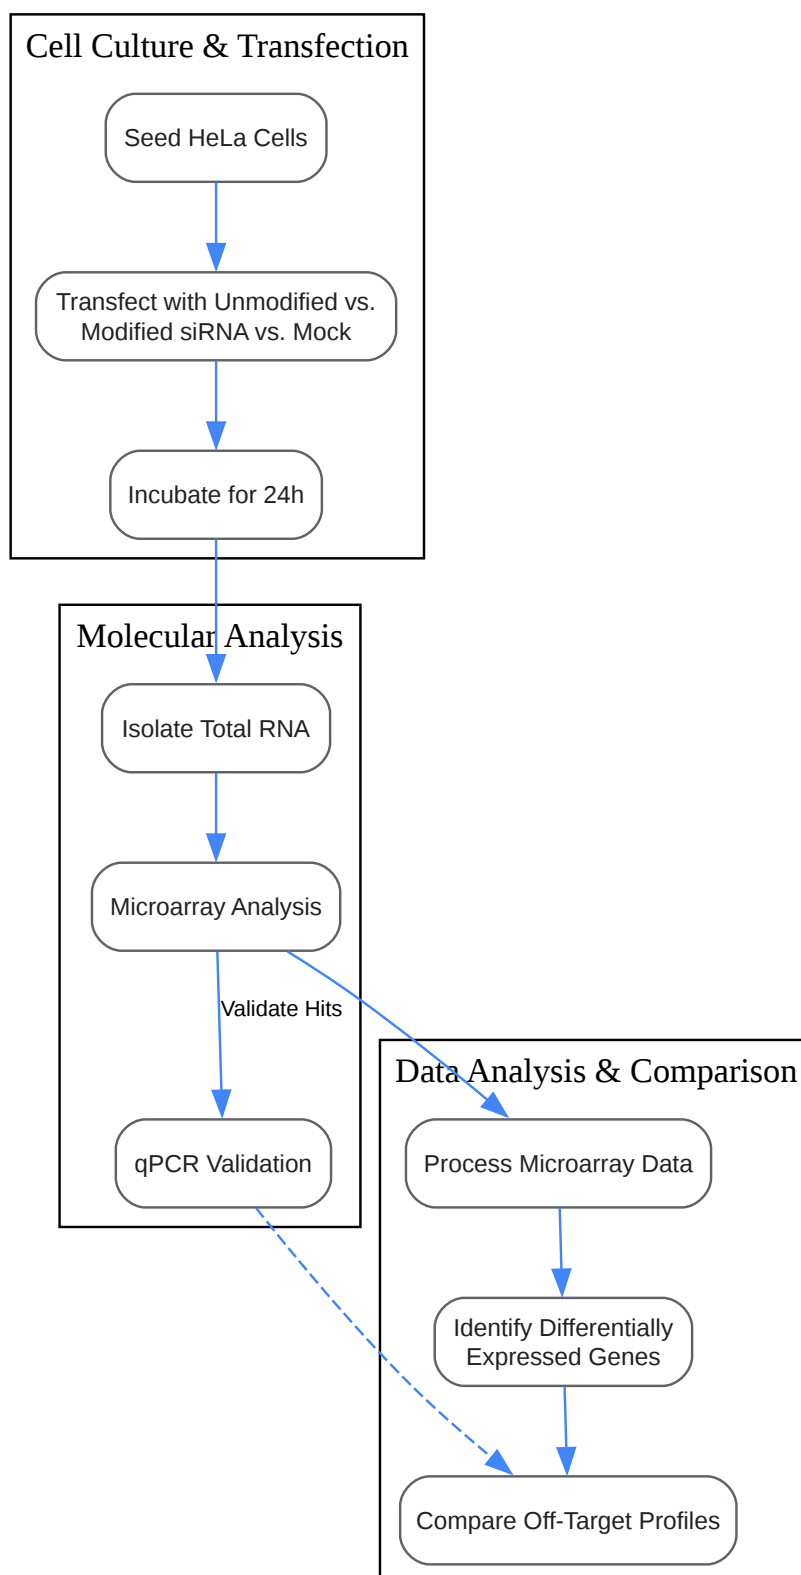 Cell Culture & Transfection
Seed HeLa Cells
Transfect with Unmodified vs.
Modified siRNA vs. Mock
Incubate for 24h
Molecular Analysis
Isolate Total RNA
Microarray Analysis
Validate Hits
qPCR Validation
Data Analysis & Comparison
Process Microarray Data
Identify Differentially
Expressed Genes
Compare Off-Target Profiles